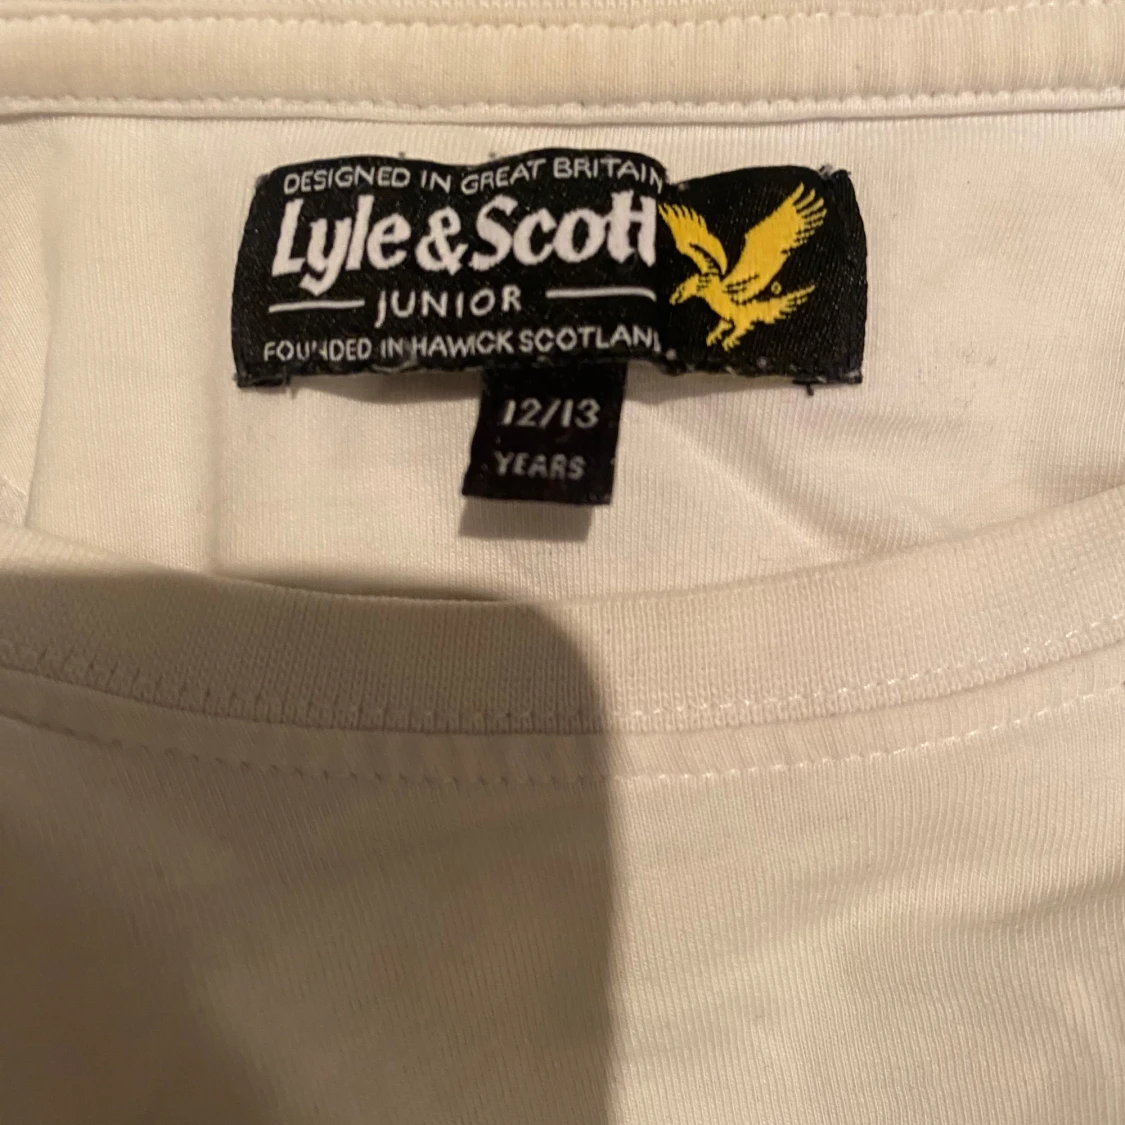 DESIGNED IN GREAT BRITAIN
Lyle & Scott
JUNIOR
FOUNDED IN HAWICK SCOTLAND
12/13
YEARS